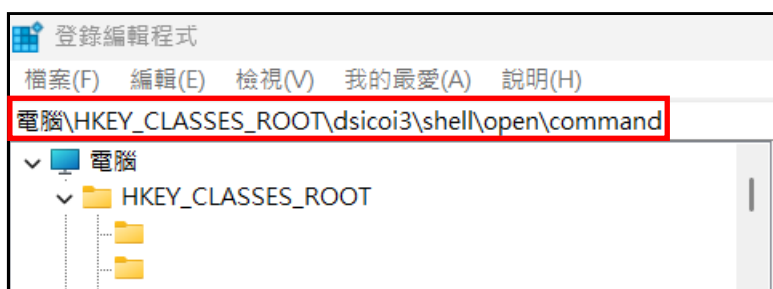 登錄編輯程式
檔案(F) 編輯(E) 檢視(V) 我的最愛(A) 說明(H)
電腦\HKEY_CLASSES_ROOT\dsicoi3\shell\open\command
電腦
HKEY_CLASSES_ROOT